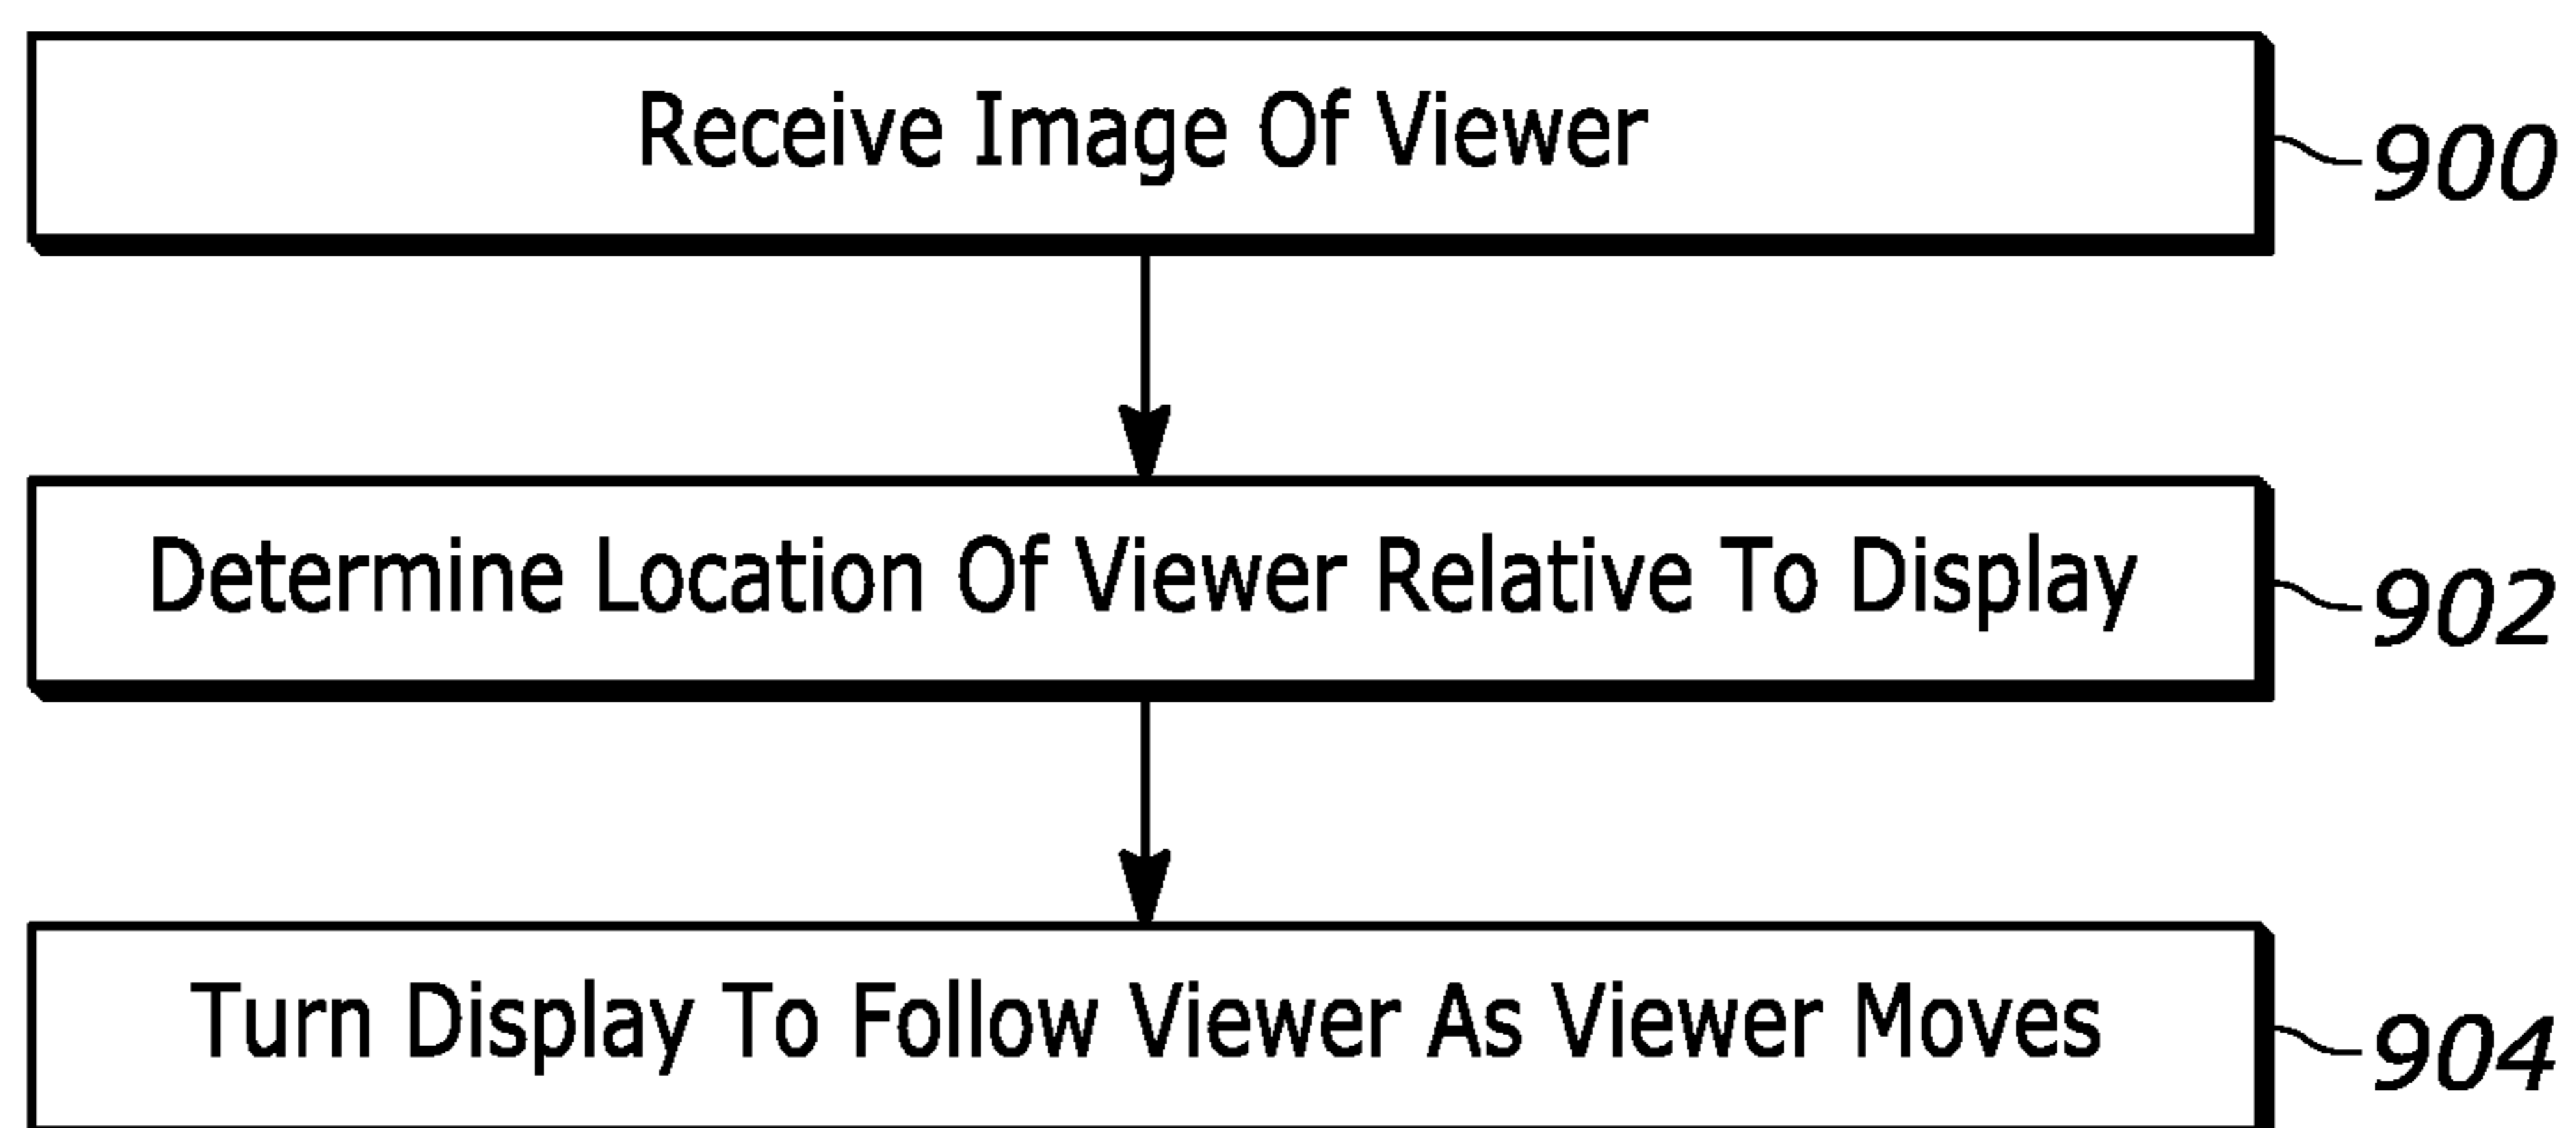 Receive Image Of Viewer
900
Determine Location Of Viewer Relative To Display
902
Turn Display To Follow Viewer As Viewer Moves
904